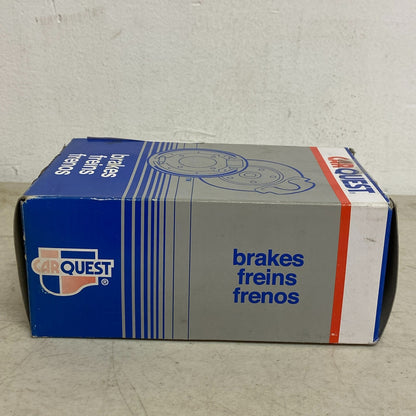 brakes
freins
frenos
CARQUEST
CARQUEST®
brakes
freins
frenos